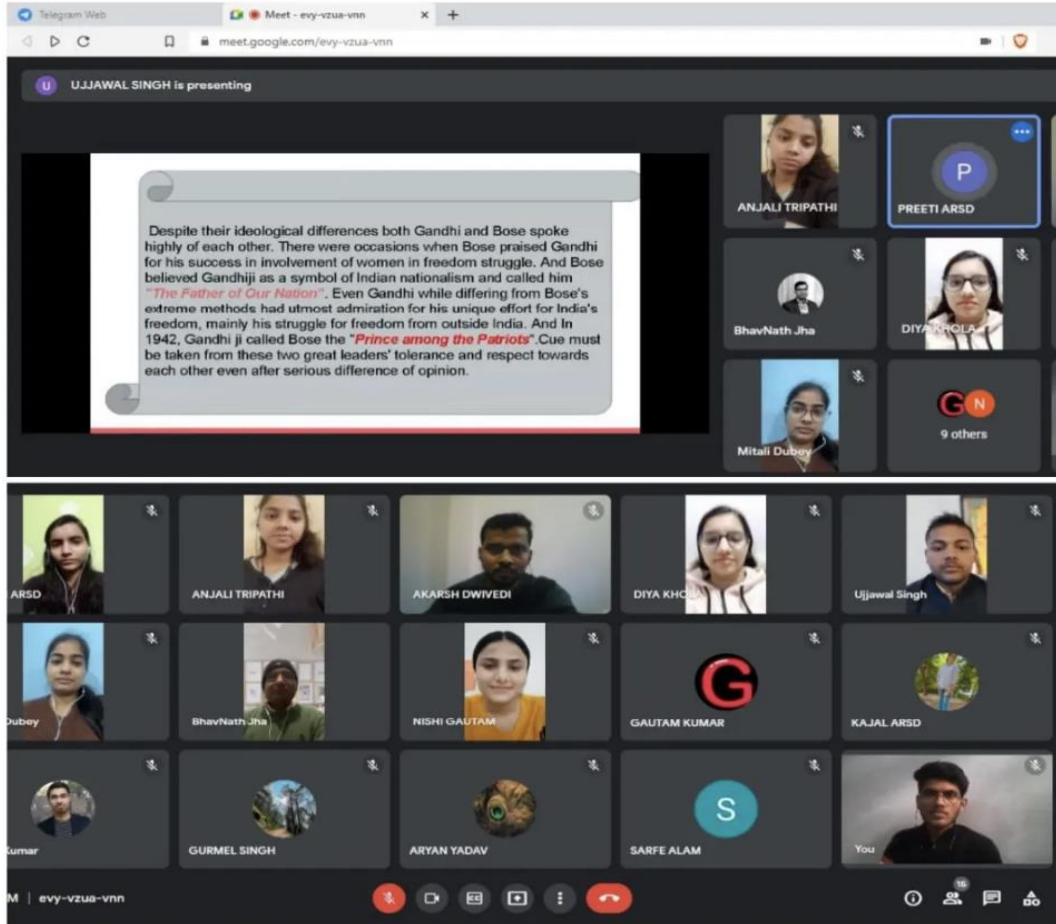 Telegram Web
Meet - evy-vzua-vnn
meet.google.com/evy-vzua-vnn
U UJJAWAL SINGH is presenting
Despite their ideological differences both Gandhi and Bose spoke
highly of each other. There were occasions when Bose praised Gandhi
for his success in involvement of women in freedom struggle. And Bose
believed Gandhiji as a symbol of Indian nationalism and called him
"The Father of Our Nation". Even Gandhi while differing from Bose's
extreme methods had utmost admiration for his unique effort for India's
freedom, mainly his struggle for freedom from outside India. And In
1942, Gandhi ji called Bose the "Prince among the Patriots".Cue must
be taken from these two great leaders' tolerance and respect towards
each other even after serious difference of opinion.
ANJALI TRIPATHI
P
PREETI ARSD
BhavNath Jha
DIYA KHOLA
Mitali Dubey
G N
9 others
ARSD
ANJALI TRIPATHI
AKARSH DWIVEDI
DIYA KHOLA
Ujjawal Singh
Dubey
BhavNath Jha
NISHI GAUTAM
G
GAUTAM KUMAR
KAJAL ARSD
Kumar
GURMEL SINGH
ARYAN YADAV
S
SARFE ALAM
You
M | evy-vzua-vnn
CC
16